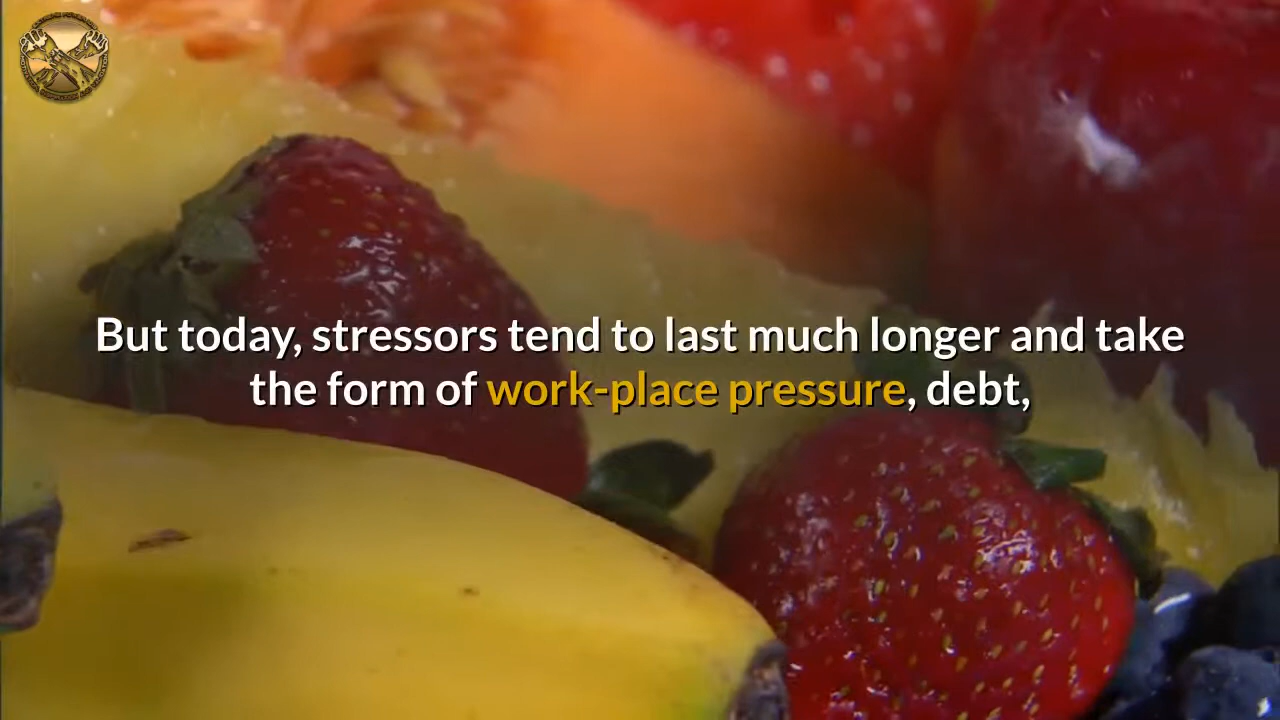 But today, stressors tend to last much longer and take
the form of work-place pressure, debt,